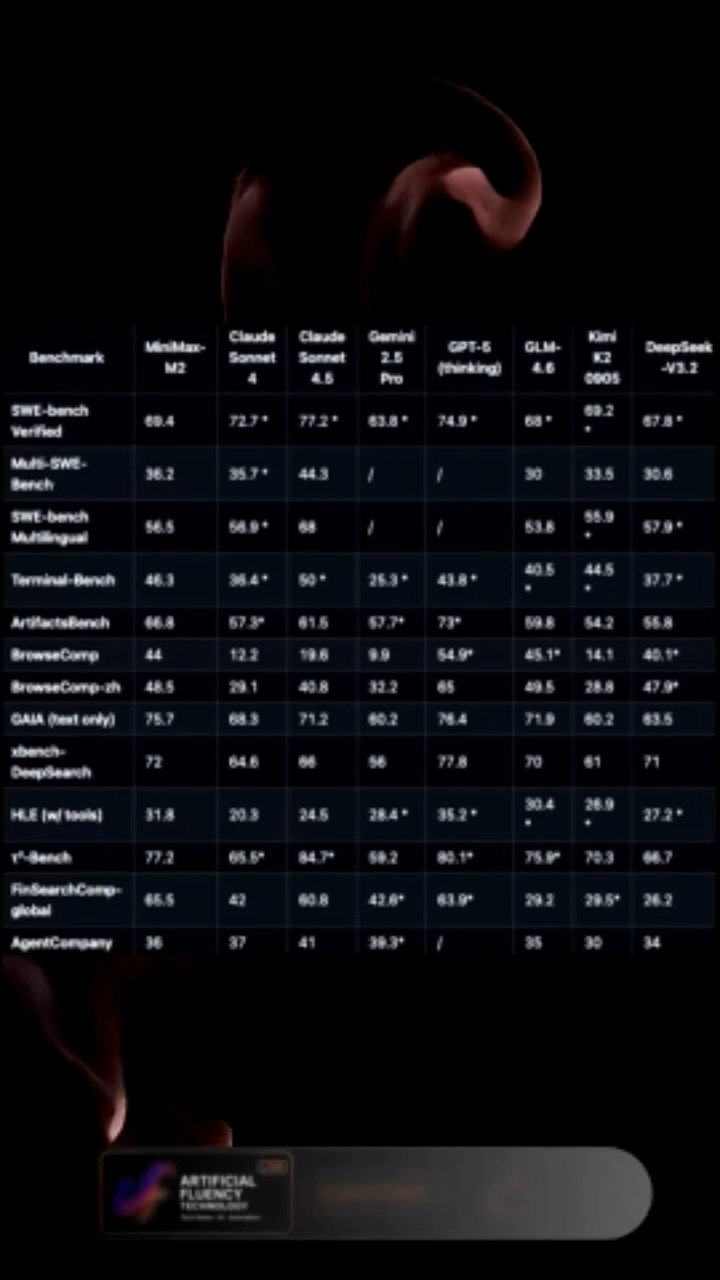 Benchmark MiniMax-M2 Claude Sonnet 4 Claude Sonnet 4.5 Gemini 2.5 Pro GPT-5 (thinking) GLM-4.6 Kimi K2 0905 DeepSeek-V3.2
SWE-bench Verified 69.4 72.7 * 77.2 * 63.8 * 74.9 * 68 * 69.2 * 67.8 *
Multi-SWE-Bench 36.2 35.7 * 44.3 / / 30 33.5 30.6
SWE-bench Multilingual 56.5 56.9 * 68 / / 53.8 55.9 * 57.9 *
Terminal-Bench 46.3 36.4 * 50 * 25.3 * 43.8 * 40.5 * 44.5 * 37.7 *
ArtifactsBench 66.8 57.3* 61.5 57.7* 73* 59.8 54.2 55.8
BrowseComp 44 12.2 19.6 9.9 54.9* 45.1* 14.1 40.1*
BrowseComp-zh 48.5 29.1 40.8 32.2 65 49.5 28.8 47.9*
GAIA (text only) 75.7 68.3 71.2 60.2 76.4 71.9 60.2 63.5
xbench-DeepSearch 72 64.6 66 56 77.8 70 61 71
HLE (w/ tools) 31.8 20.3 24.5 28.4 * 35.2 * 30.4 * 26.9 * 27.2 *
τ²-Bench 77.2 65.5* 84.7* 59.2 80.1* 75.9* 70.3 66.7
FinSearchComp-global 65.5 42 60.8 42.6* 63.9* 29.2 29.5* 26.2
AgentCompany 36 37 41 39.3* / 35 30 34
ARTIFICIAL
FLUENCY
TECHNOLOGY